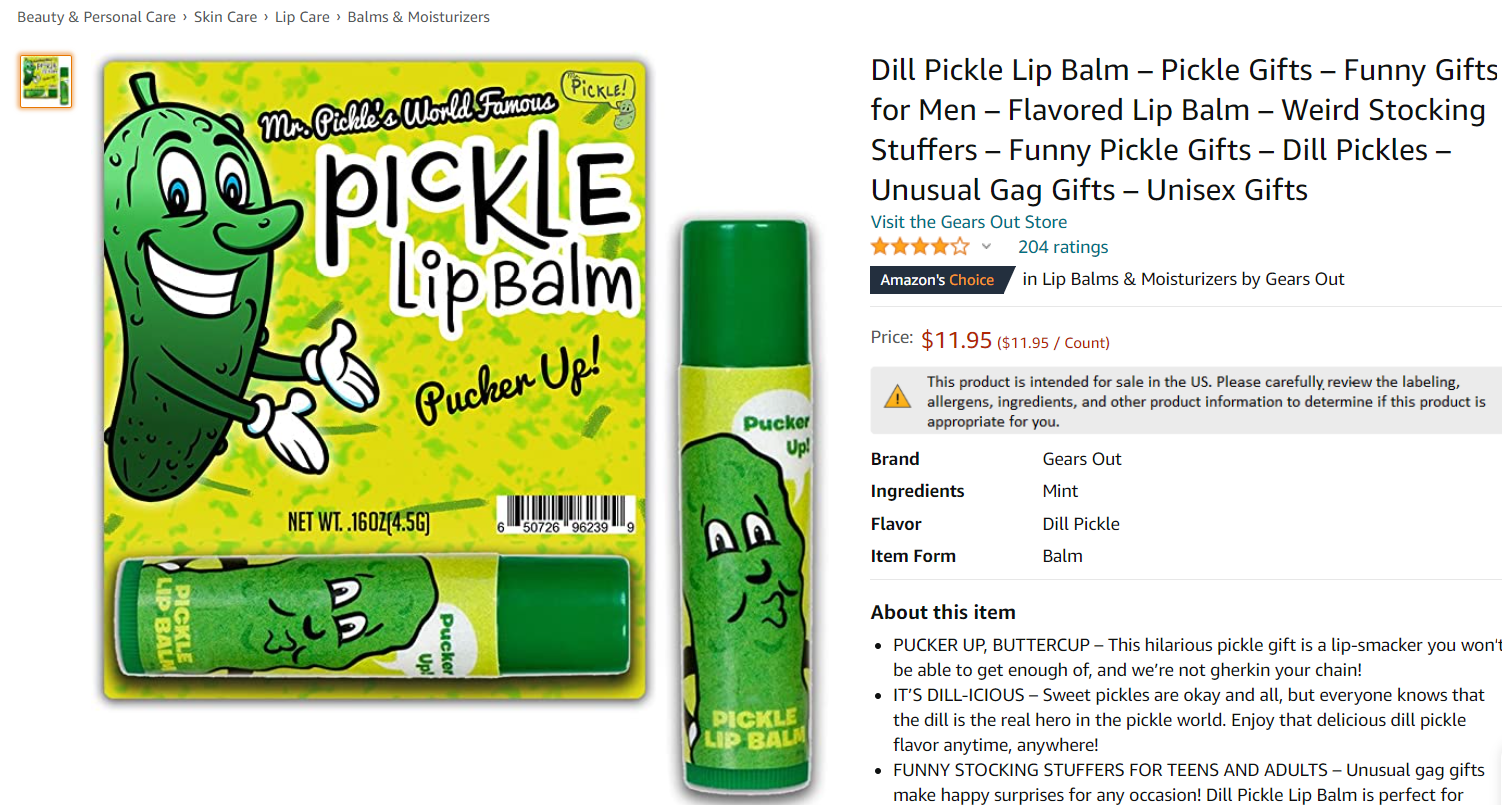 Beauty & Personal Care › Skin Care › Lip Care › Balms & Moisturizers
Mr. Pickle's World Famous
Mr. PICKLE!
PICKLE
Lip Balm
Pucker Up!
NET WT. .16OZ(4.5G)
6 50726 96239 9
PICKLE
LIP BALM
Pucker
Up!
Pucker
Up!
PICKLE
LIP BALM
Dill Pickle Lip Balm – Pickle Gifts – Funny Gifts
for Men – Flavored Lip Balm – Weird Stocking
Stuffers – Funny Pickle Gifts – Dill Pickles –
Unusual Gag Gifts – Unisex Gifts
Visit the Gears Out Store
204 ratings
Amazon's Choice in Lip Balms & Moisturizers by Gears Out
Price: $11.95 ($11.95 / Count)
This product is intended for sale in the US. Please carefully review the labeling,
allergens, ingredients, and other product information to determine if this product is
appropriate for you.
Brand Gears Out
Ingredients Mint
Flavor Dill Pickle
Item Form Balm
About this item
• PUCKER UP, BUTTERCUP – This hilarious pickle gift is a lip-smacker you won't
be able to get enough of, and we're not gherkin your chain!
• IT'S DILL-ICIOUS – Sweet pickles are okay and all, but everyone knows that
the dill is the real hero in the pickle world. Enjoy that delicious dill pickle
flavor anytime, anywhere!
• FUNNY STOCKING STUFFERS FOR TEENS AND ADULTS – Unusual gag gifts
make happy surprises for any occasion! Dill Pickle Lip Balm is perfect for